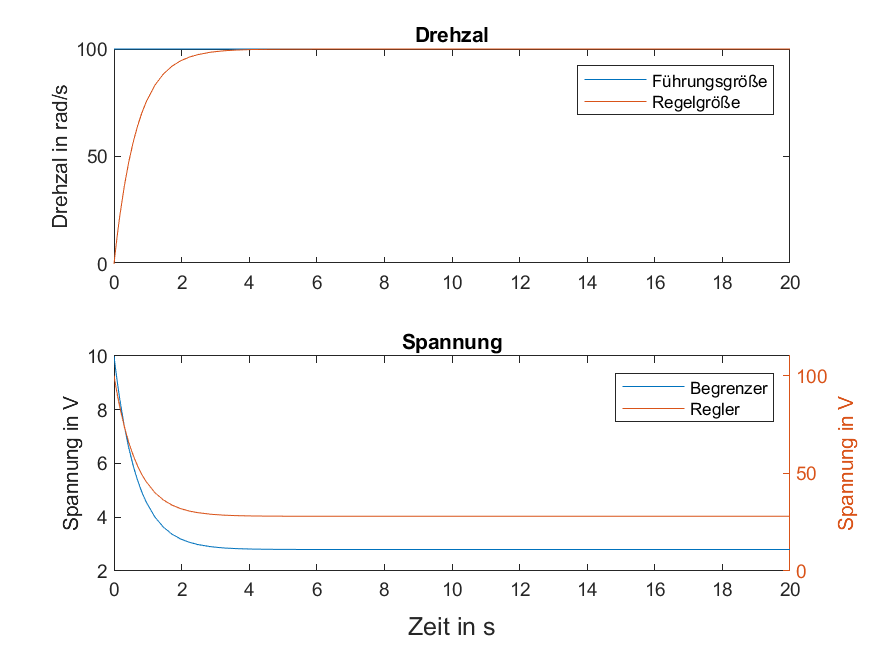 Drehzal
100
50
0
Drehzal in rad/s
Führungsgröße
Regelgröße
0 2 4 6 8 10 12 14 16 18 20
Spannung
10
8
6
4
2
Spannung in V
Begrenzer
Regler
100
50
0
Spannung in V
0 2 4 6 8 10 12 14 16 18 20
Zeit in s